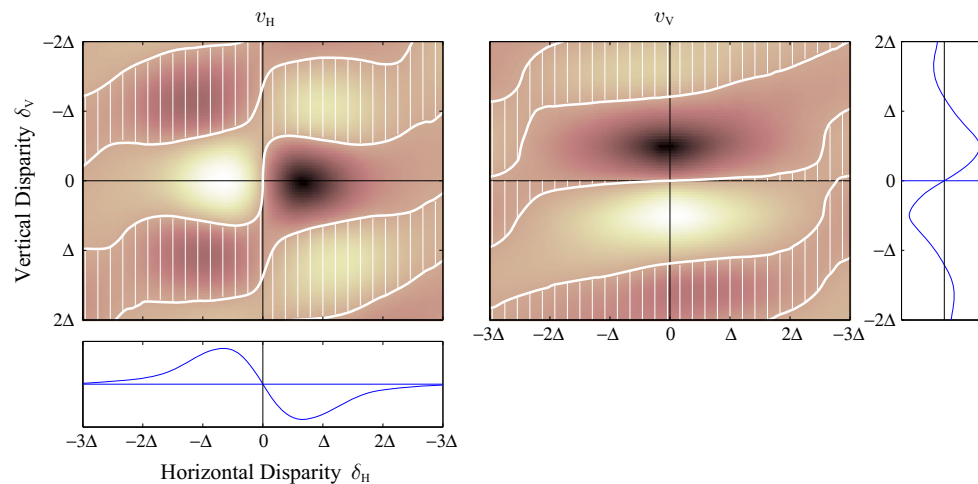 v_H
v_V
−2Δ
−Δ
0
Δ
2Δ
Vertical Disparity δ_V
2Δ
Δ
0
−Δ
−2Δ
−3Δ −2Δ −Δ 0 Δ 2Δ −3Δ
−3Δ −2Δ −Δ 0 Δ 2Δ −3Δ
Horizontal Disparity δ_H